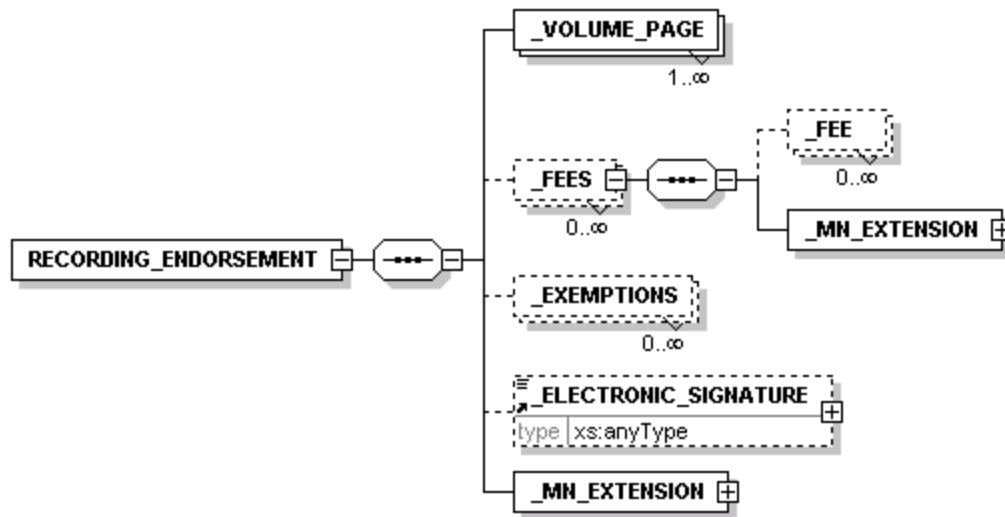 _VOLUME_PAGE
1..∞
_FEE
0..∞
_FEES
0..∞
_MN_EXTENSION
RECORDING_ENDORSEMENT
_EXEMPTIONS
0..∞
_ELECTRONIC_SIGNATURE
type xs:anyType
_MN_EXTENSION